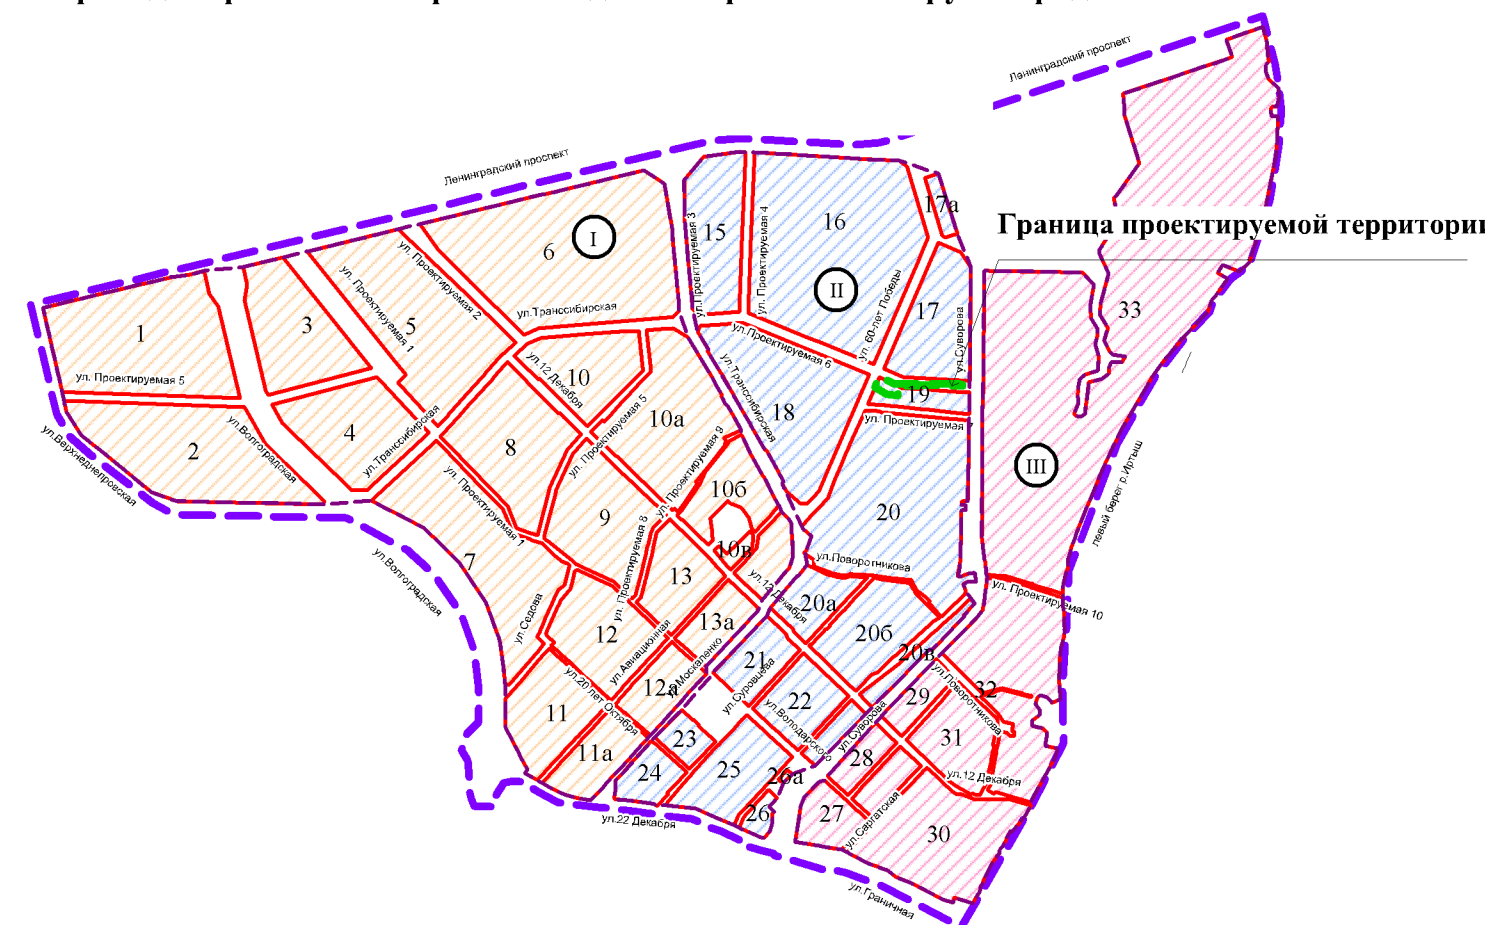 Ленинградский проспект
Ленинградский проспект
Граница проектируемой территории
I
II
III
1
2
3
4
5
6
7
8
9
10
10а
10б
10в
11
11а
12
12а
13
13а
15
16
17
17а
18
19
20
20а
20б
20в
21
22
23
24
25
26
26а
27
28
29
30
31
32
33
ул. Проектируемая 5
ул.Верхнеднепровская
ул.Волгоградская
ул.Волгоградская
ул. Проектируемая 1
ул. Проектируемая 2
ул.Транссибирская
ул.Транссибирская
ул.12 Декабря
ул.Проектируемая 5
ул. Проектируемая 1
ул.Проектируемая 9
ул. Проектируемая 8
ул.Седова
ул.Авиационная
ул.20 лет Октября
ул.Москаленко
ул.Проектируемая 3
ул. Проектируемая 4
ул.Проектируемая 6
ул. 60-лет Победы
ул.Суворова
ул.Транссибирская
ул. Проектируемая
ул.Поворотникова
ул.12 Декабря
ул.Суровцева
ул.Володарского
ул.Суворова
ул.Поворотникова
ул. Проектируемая 10
левый берег р.Иртыш
ул.12 Декабря
ул.Саргатская
ул.22 Декабря
ул.Граничная